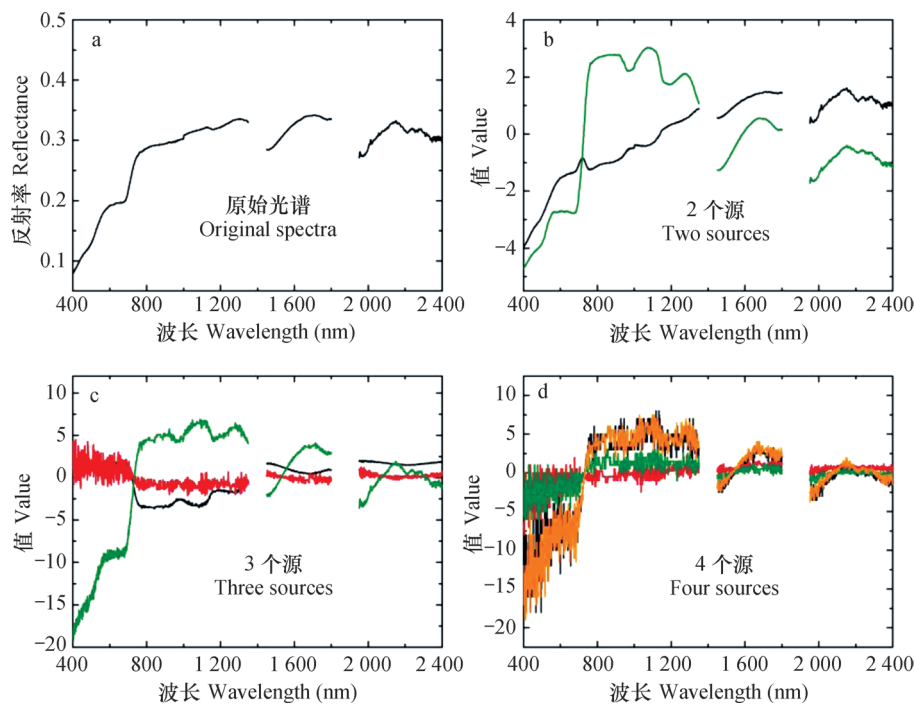 a
0.5
0.4
0.3
0.2
0.1
反射率 Reflectance
原始光谱
Original spectra
400 800 1 200 1 600 2 000 2 400
波长 Wavelength (nm)
b
4
2
0
−2
−4
值 Value
2 个源
Two sources
400 800 1 200 1 600 2 000 2 400
波长 Wavelength (nm)
c
10
5
0
−5
−10
−15
−20
值 Value
3 个源
Three sources
400 800 1 200 1 600 2 000 2 400
波长 Wavelength (nm)
d
10
5
0
−5
−10
−15
−20
值 Value
4 个源
Four sources
400 800 1 200 1 600 2 000 2 400
波长 Wavelength (nm)